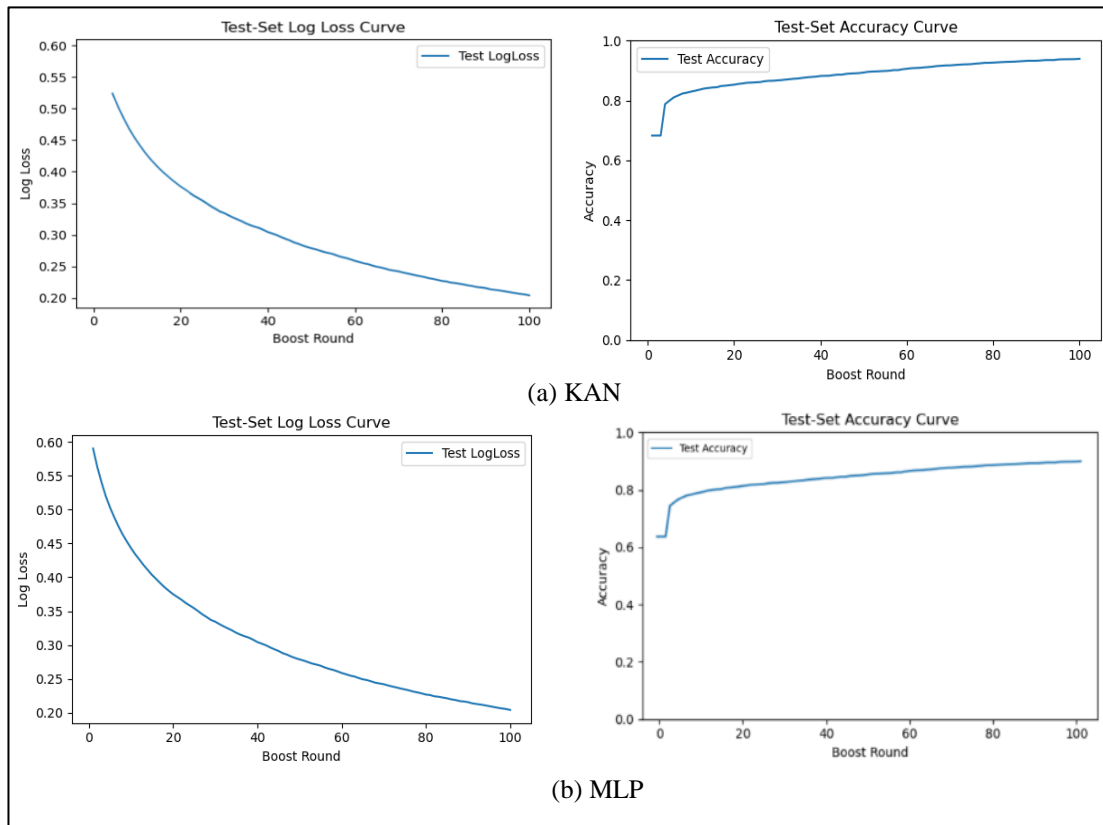 Test-Set Log Loss Curve
0.60
0.55
0.50
0.45
0.40
0.35
0.30
0.25
0.20
Log Loss
Test LogLoss
0 20 40 60 80 100
Boost Round
Test-Set Accuracy Curve
1.0
0.8
0.6
0.4
0.2
0.0
Accuracy
Test Accuracy
0 20 40 60 80 100
Boost Round
(a) KAN
Test-Set Log Loss Curve
0.60
0.55
0.50
0.45
0.40
0.35
0.30
0.25
0.20
Log Loss
Test LogLoss
0 20 40 60 80 100
Boost Round
Test-Set Accuracy Curve
1.0
0.8
0.6
0.4
0.2
0.0
Accuracy
Test Accuracy
0 20 40 60 80 100
Boost Round
(b) MLP